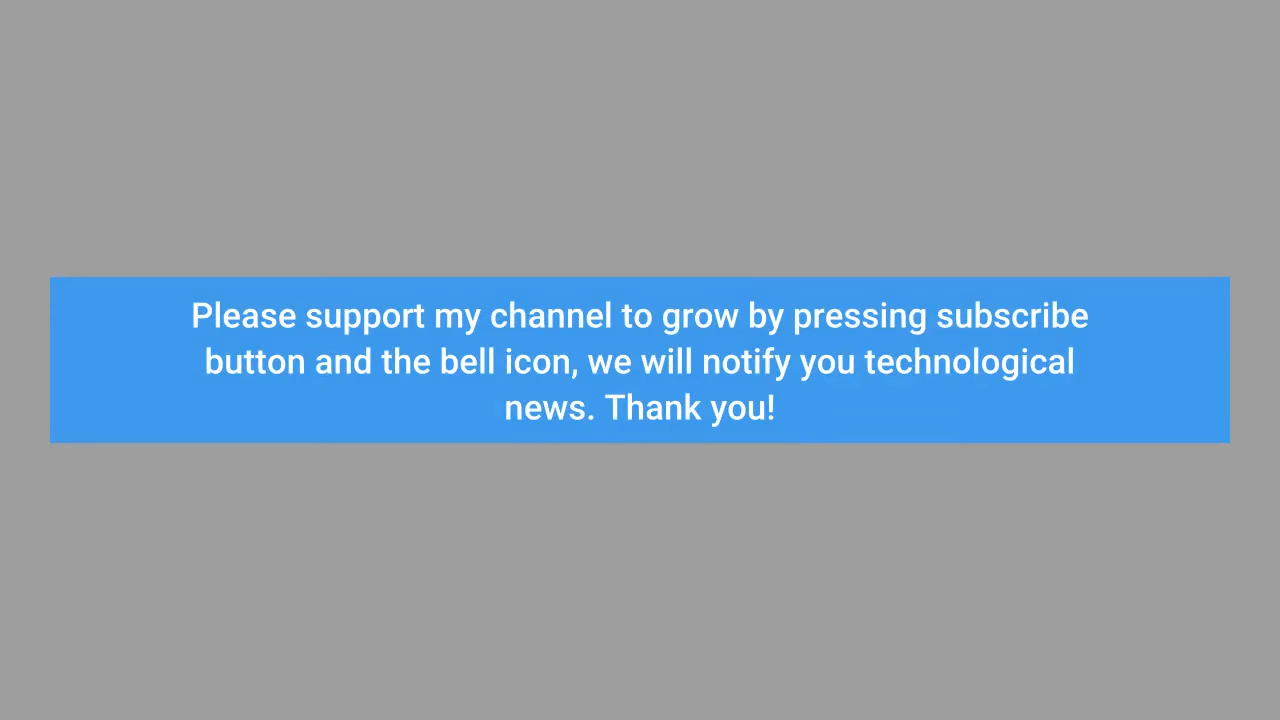 Please support my channel to grow by pressing subscribe
button and the bell icon, we will notify you technological
news. Thank you!